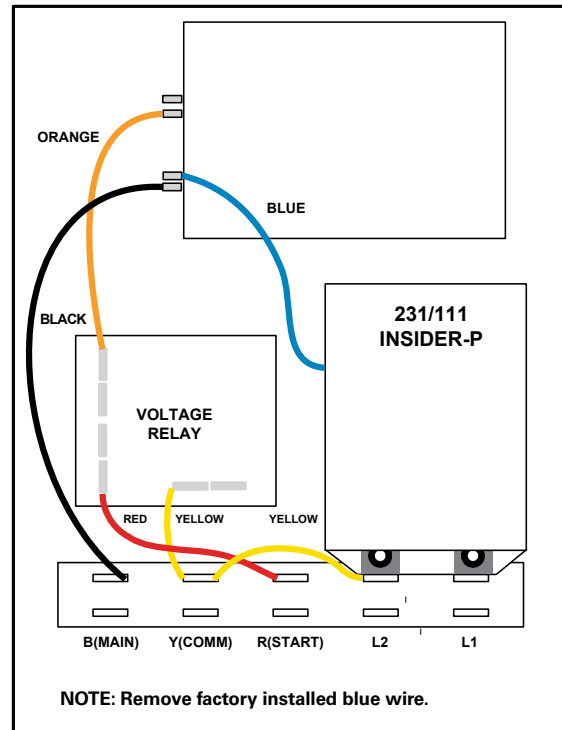 ORANGE
BLUE
BLACK
231/111
INSIDER-P
VOLTAGE
RELAY
RED YELLOW YELLOW
B(MAIN) Y(COMM) R(START) L2 L1
NOTE: Remove factory installed blue wire.